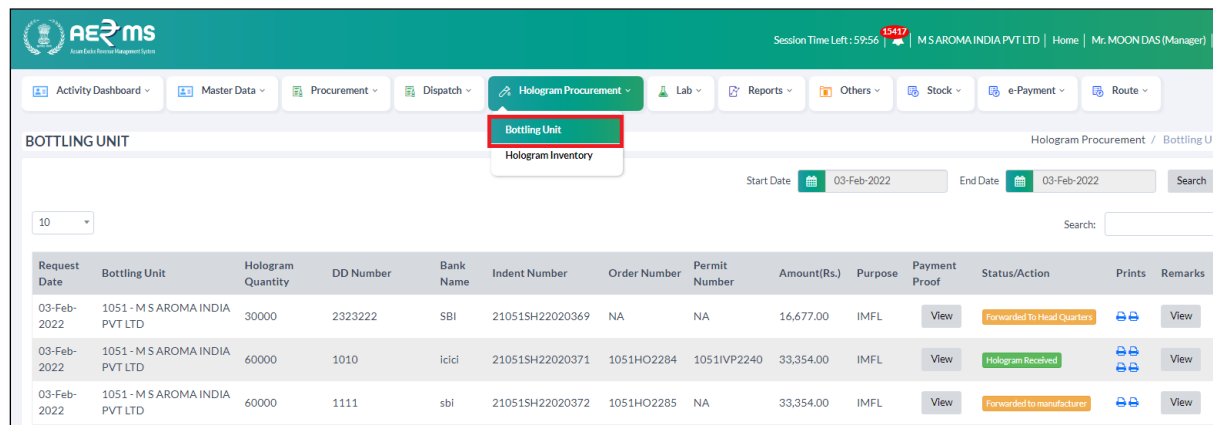 AERMS
Assam Excise Revenue Management System
Session Time Left : 59:56 15417 | M S AROMA INDIA PVT LTD | Home | Mr. MOON DAS (Manager) |
Activity Dashboard Master Data Procurement Dispatch Hologram Procurement Lab Reports Others Stock e-Payment Route
Bottling Unit
Hologram Inventory
BOTTLING UNIT Hologram Procurement / Bottling U
Start Date 03-Feb-2022 End Date 03-Feb-2022 Search
10 Search:
Request Date Bottling Unit Hologram Quantity DD Number Bank Name Indent Number Order Number Permit Number Amount(Rs.) Purpose Payment Proof Status/Action Prints Remarks
03-Feb-2022 1051 - M S AROMA INDIA PVT LTD 30000 2323222 SBI 21051SH22020369 NA NA 16,677.00 IMFL View Forwarded To Head Quarters View
03-Feb-2022 1051 - M S AROMA INDIA PVT LTD 60000 1010 icici 21051SH22020371 1051HO2284 1051IVP2240 33,354.00 IMFL View Hologram Received View
03-Feb-2022 1051 - M S AROMA INDIA PVT LTD 60000 1111 sbi 21051SH22020372 1051HO2285 NA 33,354.00 IMFL View Forwarded to manufacturer View